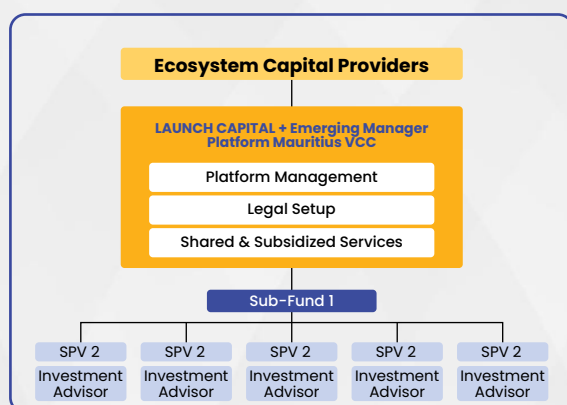 Ecosystem Capital Providers
LAUNCH CAPITAL + Emerging Manager
Platform Mauritius VCC
Platform Management
Legal Setup
Shared & Subsidized Services
Sub-Fund 1
SPV 2 SPV 2 SPV 2 SPV 2 SPV 2
Investment Investment Investment Investment Investment
Advisor Advisor Advisor Advisor Advisor